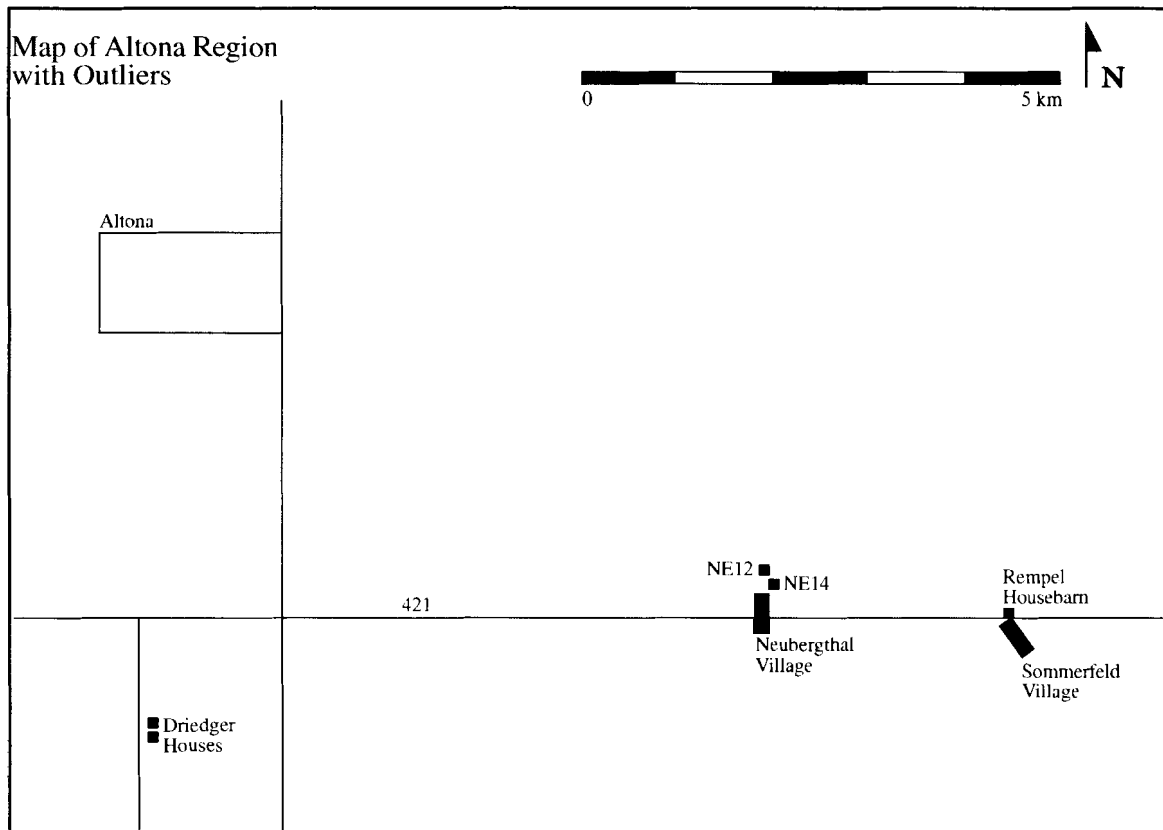 Map of Altona Region
with Outliers
N
0
5 km
Altona
NE12
NE14
Rempel
Housebarn
421
Neubergthal
Village
Sommerfeld
Village
Driedger
Houses